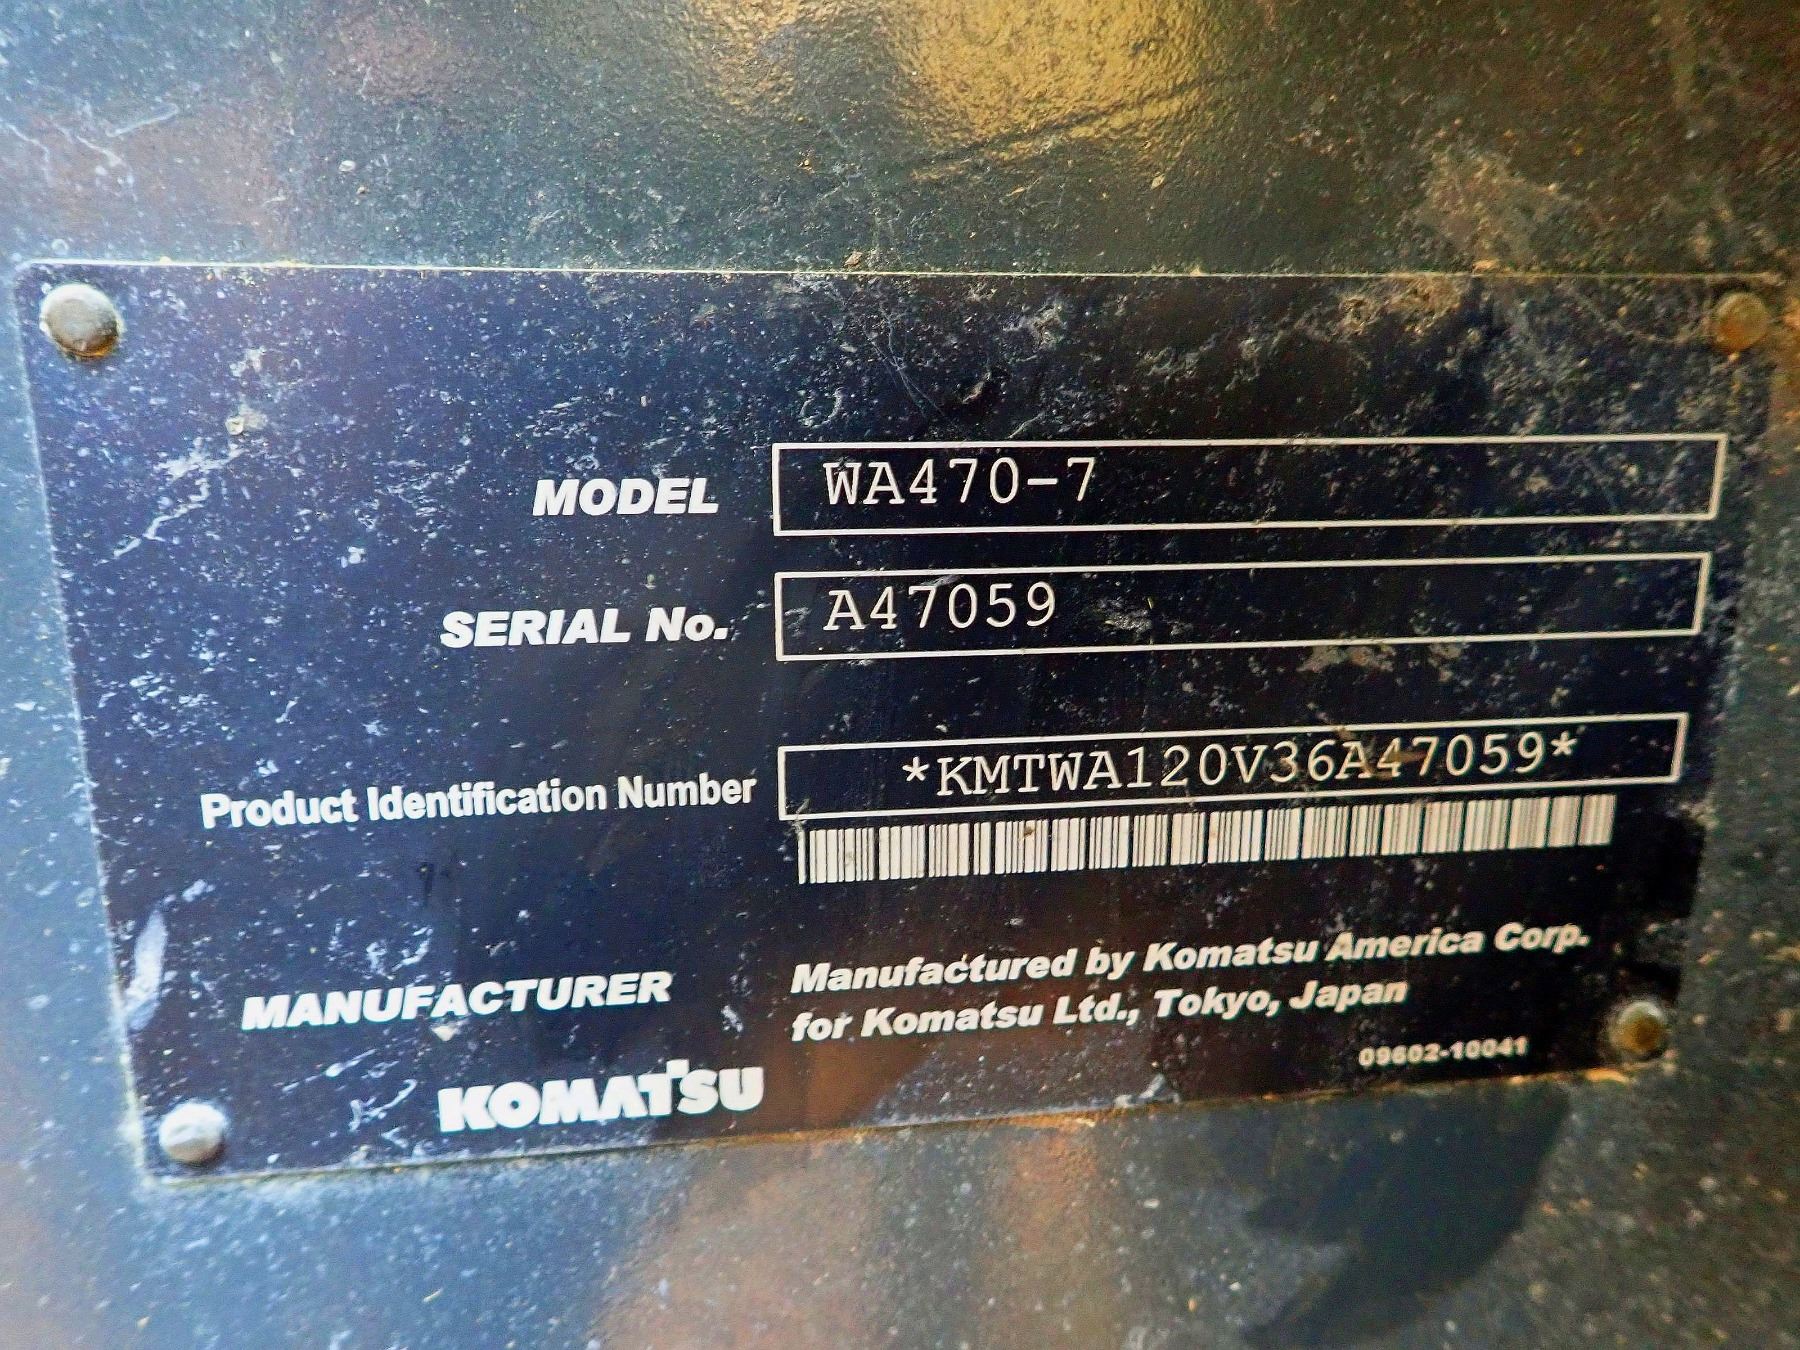 MODEL WA470-7
SERIAL No. A47059
Product Identification Number *KMTWA120V36A47059*
MANUFACTURER Manufactured by Komatsu America Corp.
for Komatsu Ltd., Tokyo, Japan
09602-10041
KOMATSU